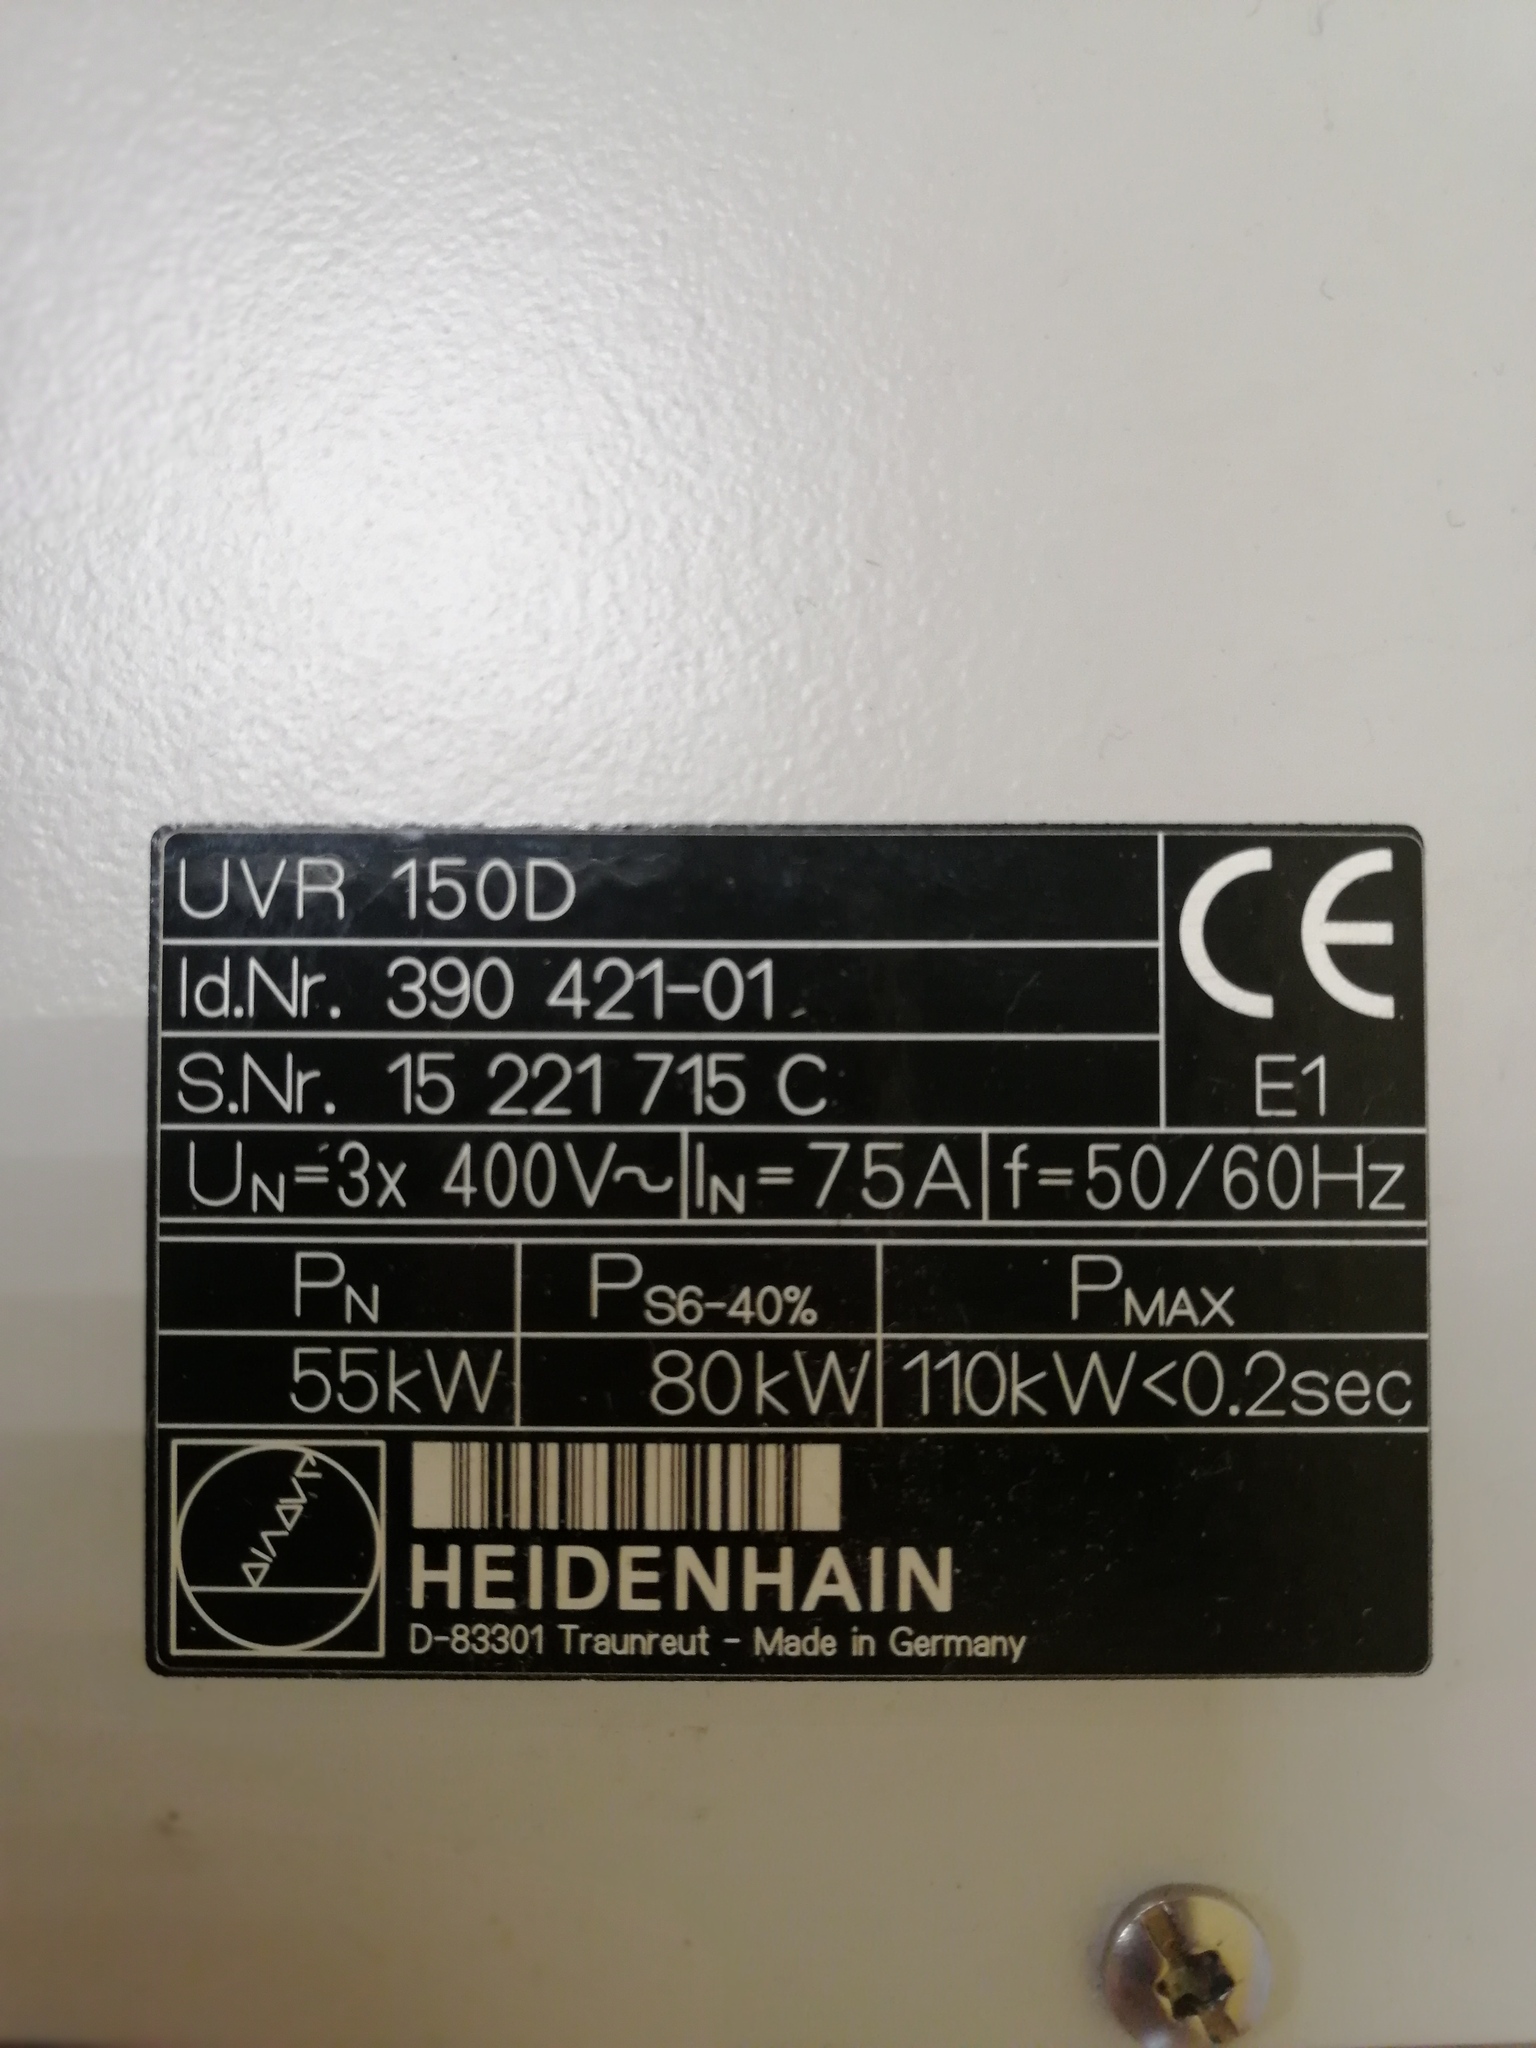 UVR 150D
CE
Id.Nr. 390 421-01
S.Nr. 15 221 715 C
E1
UN=3x 400V~ IN=75A f=50/60Hz
PN PS6-40% PMAX
55kW 80kW 110kW<0.2sec
HEIDENHAIN
D-83301 Traunreut - Made in Germany